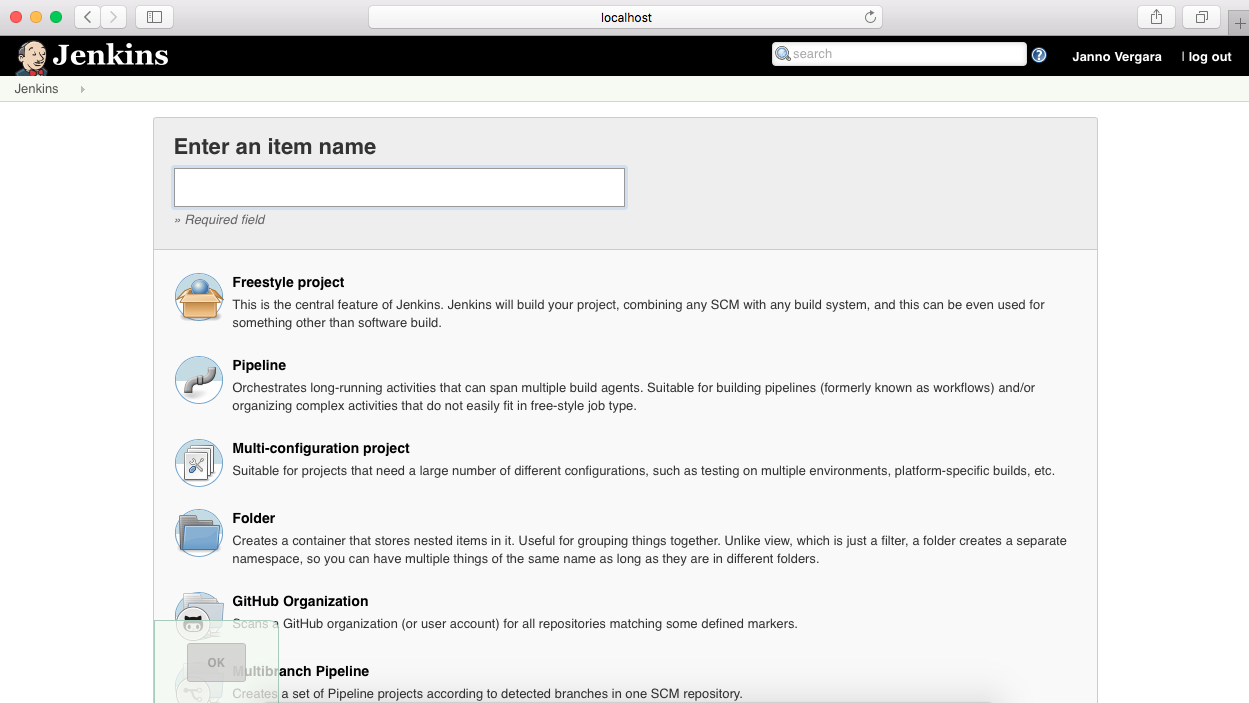 localhost
Jenkins
search
?
Janno Vergara
| log out
Jenkins
Enter an item name
» Required field
Freestyle project
This is the central feature of Jenkins. Jenkins will build your project, combining any SCM with any build system, and this can be even used for
something other than software build.
Pipeline
Orchestrates long-running activities that can span multiple build agents. Suitable for building pipelines (formerly known as workflows) and/or
organizing complex activities that do not easily fit in free-style job type.
Multi-configuration project
Suitable for projects that need a large number of different configurations, such as testing on multiple environments, platform-specific builds, etc.
Folder
Creates a container that stores nested items in it. Useful for grouping things together. Unlike view, which is just a filter, a folder creates a separate
namespace, so you can have multiple things of the same name as long as they are in different folders.
GitHub Organization
Scans a GitHub organization (or user account) for all repositories matching some defined markers.
OK
Multibranch Pipeline
Creates a set of Pipeline projects according to detected branches in one SCM repository.